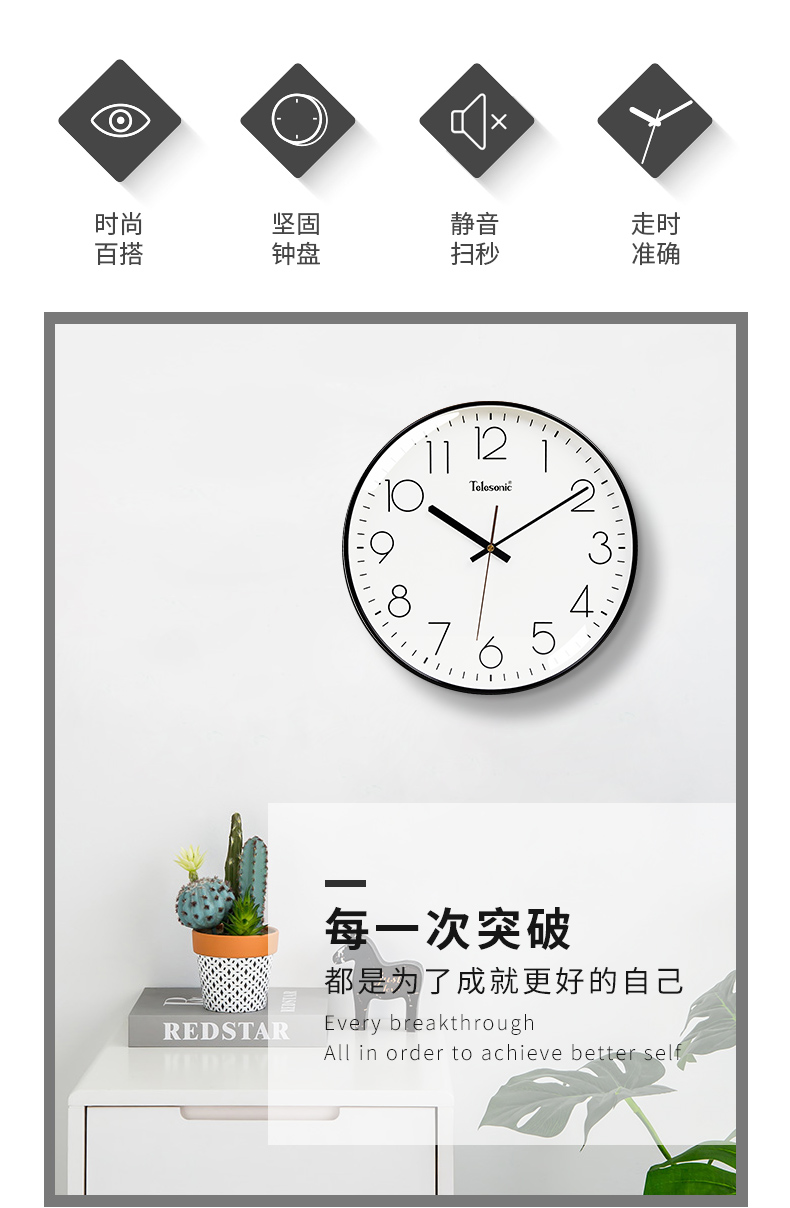 时尚
百搭
坚固
钟盘
静音
扫秒
走时
准确
12
11
1
Telesonic®
10
2
9
3
8
4
7
5
6
每一次突破
都是为了成就更好的自己
REDSTAR
REDSTAR
Every breakthrough
All in order to achieve better self